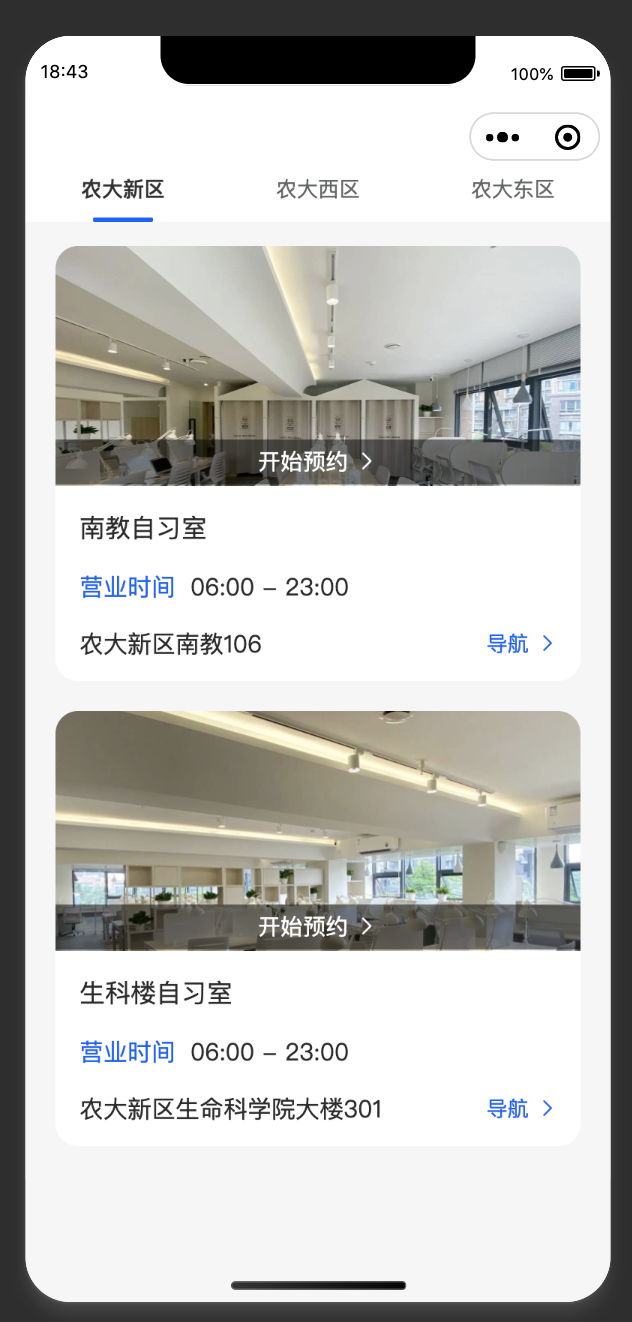 18:43
100%
农大新区 农大西区 农大东区
开始预约
南教自习室
营业时间 06:00 – 23:00
农大新区南教106 导航
开始预约
生科楼自习室
营业时间 06:00 – 23:00
农大新区生命科学院大楼301 导航